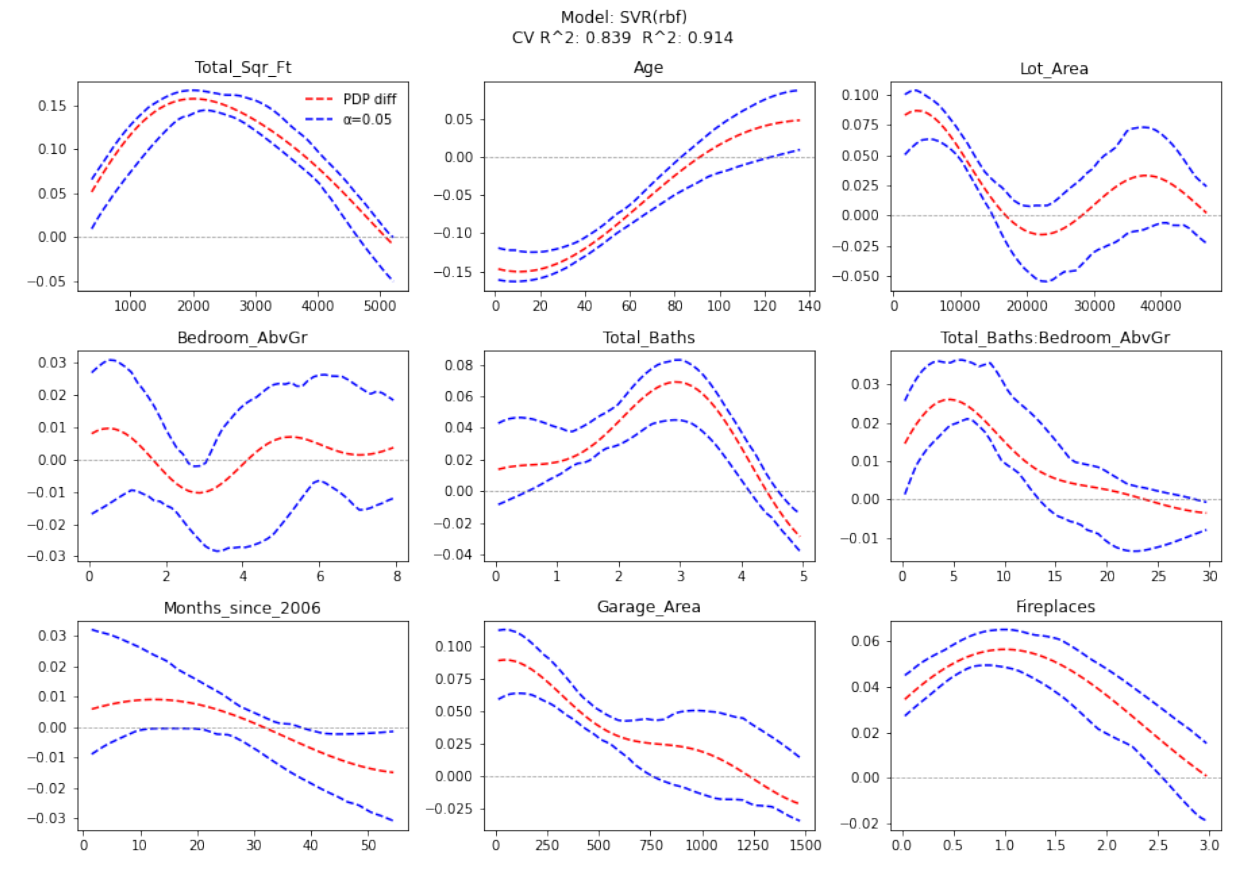 Model: SVR(rbf)
CV R^2: 0.839  R^2: 0.914
Total_Sqr_Ft
Age
Lot_Area
PDP diff
α=0.05
0.15
0.10
0.05
0.00
−0.05
1000 2000 3000 4000 5000
0.05
0.00
−0.05
−0.10
−0.15
0 20 40 60 80 100 120 140
0.100
0.075
0.050
0.025
0.000
−0.025
−0.050
0 10000 20000 30000 40000
Bedroom_AbvGr
Total_Baths
Total_Baths:Bedroom_AbvGr
0.03
0.02
0.01
0.00
−0.01
−0.02
−0.03
0 2 4 6 8
0.08
0.06
0.04
0.02
0.00
−0.02
−0.04
0 1 2 3 4 5
0.03
0.02
0.01
0.00
−0.01
0 5 10 15 20 25 30
Months_since_2006
Garage_Area
Fireplaces
0.03
0.02
0.01
0.00
−0.01
−0.02
−0.03
0 10 20 30 40 50
0.100
0.075
0.050
0.025
0.000
−0.025
0 250 500 750 1000 1250 1500
0.06
0.04
0.02
0.00
−0.02
0.0 0.5 1.0 1.5 2.0 2.5 3.0